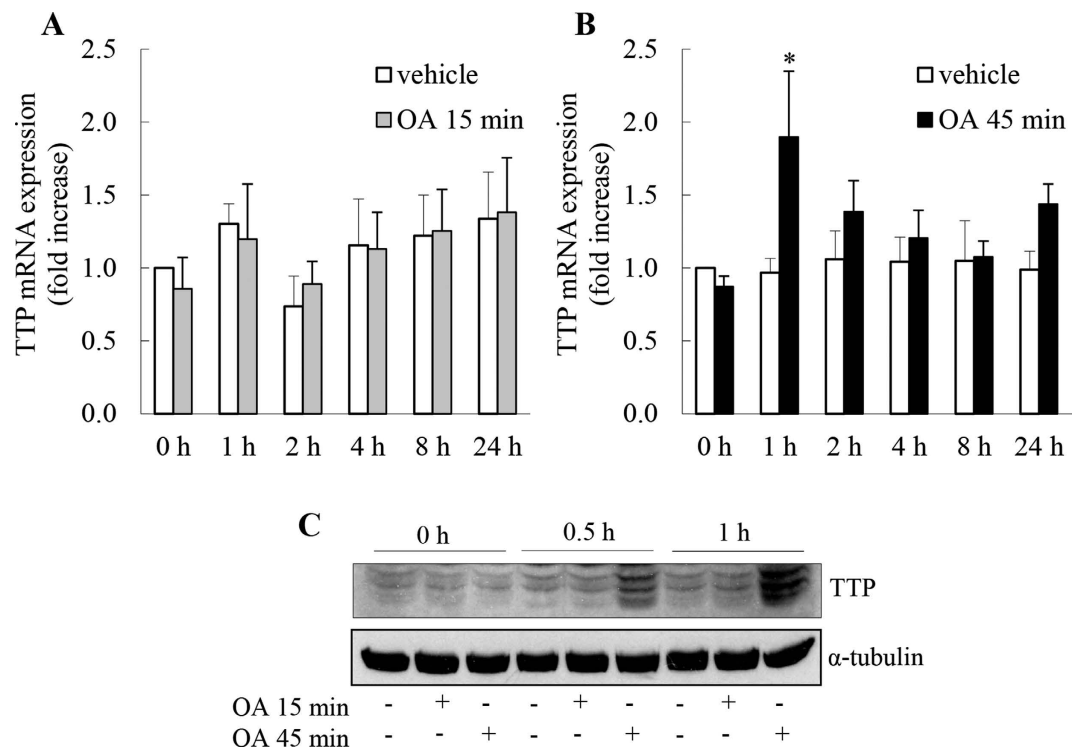 A
TTP mRNA expression
(fold increase)
2.5
2.0
1.5
1.0
0.5
0.0
vehicle
OA 15 min
0 h 1 h 2 h 4 h 8 h 24 h
B
TTP mRNA expression
(fold increase)
2.5
2.0
1.5
1.0
0.5
0.0
*
vehicle
OA 45 min
0 h 1 h 2 h 4 h 8 h 24 h
C
0 h 0.5 h 1 h
TTP
α-tubulin
OA 15 min - + - - + - - + -
OA 45 min - - + - - + - - +